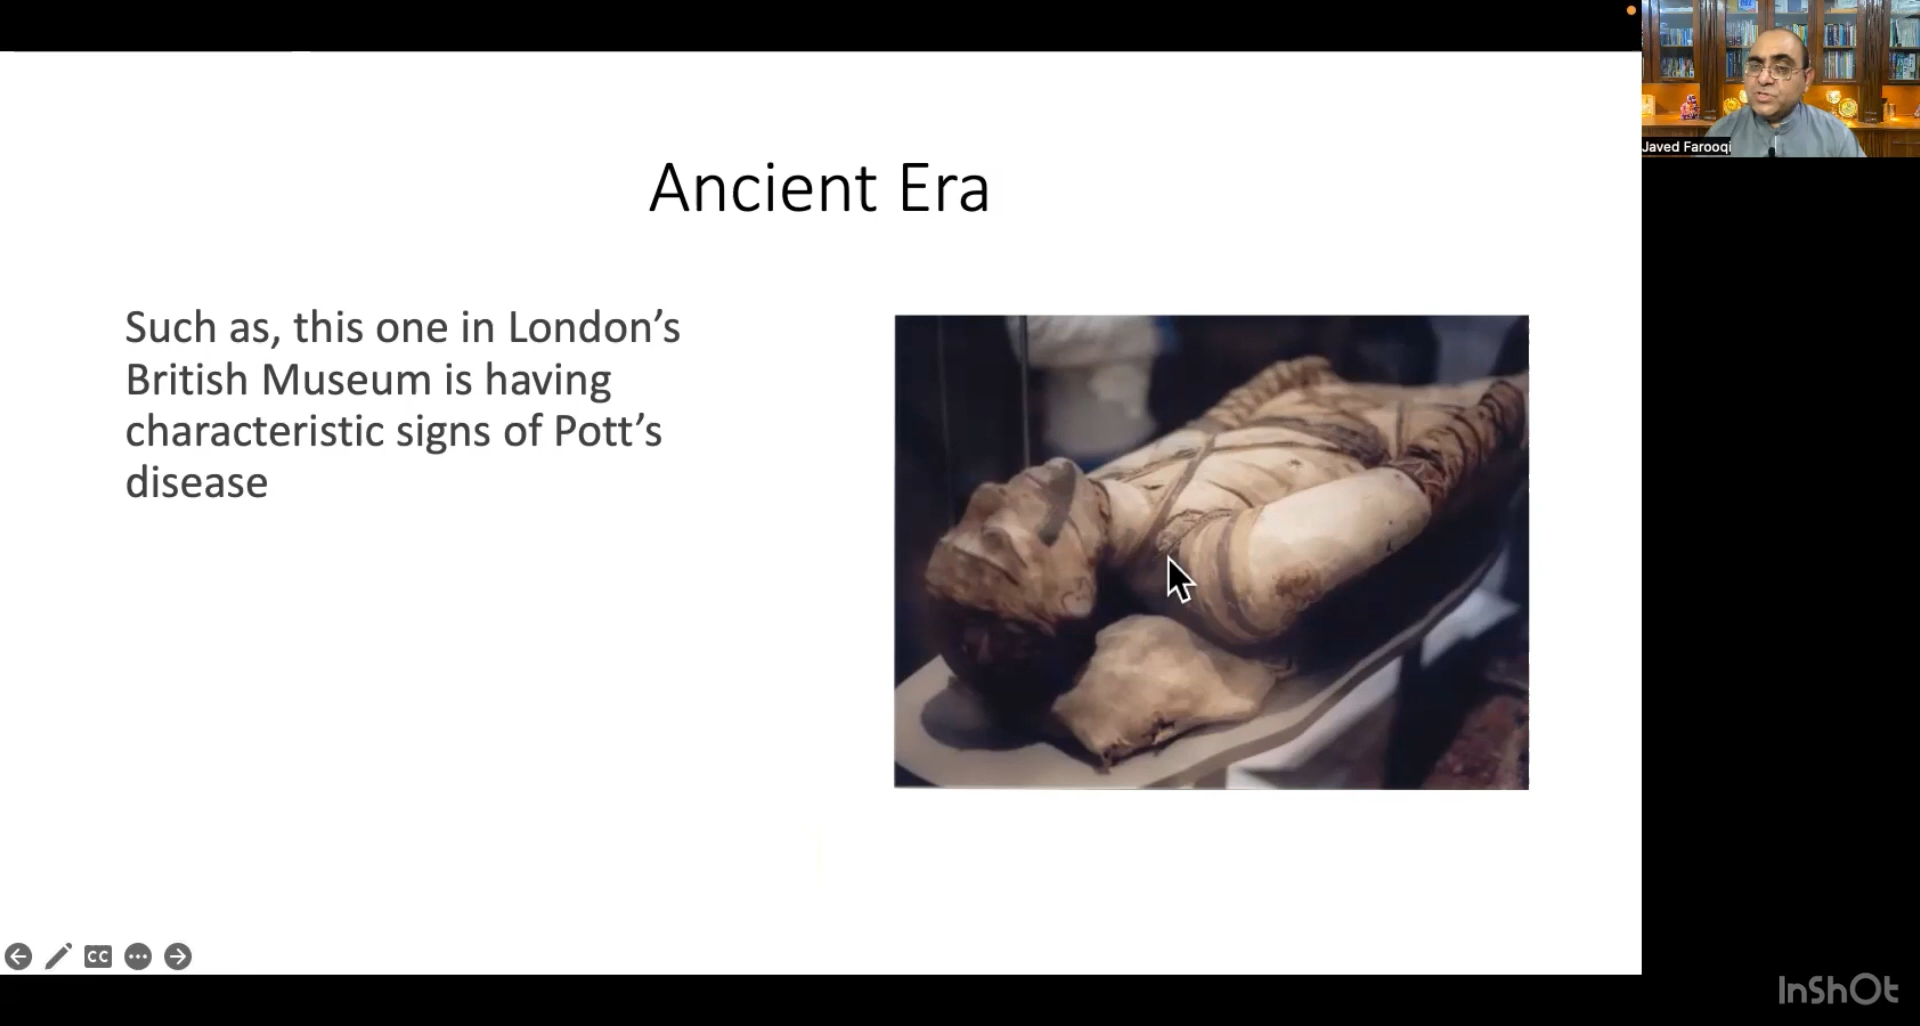 Javed Farooqi
Ancient Era
Such as, this one in London’s
British Museum is having
characteristic signs of Pott’s
disease
CC
InShOt